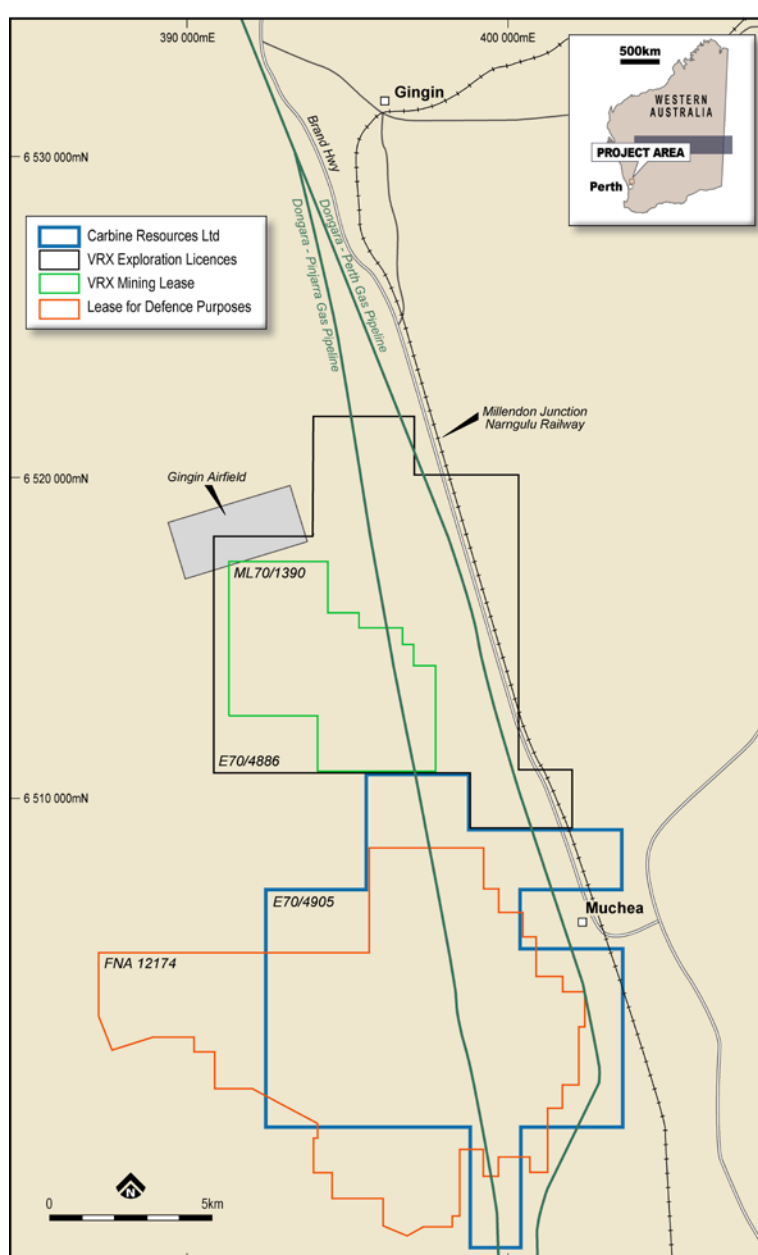 390 000mE
400 000mE
500km
WESTERN
AUSTRALIA
PROJECT AREA
Perth
Gingin
Brand Hwy
6 530 000mN
Carbine Resources Ltd
VRX Exploration Licences
VRX Mining Lease
Lease for Defence Purposes
Dongara - Pinjarra Gas Pipeline
Dongara - Perth Gas Pipeline
Millendon Junction
Narngulu Railway
6 520 000mN
Gingin Airfield
ML70/1390
E70/4886
6 510 000mN
E70/4905
Muchea
FNA 12174
N
0
5km